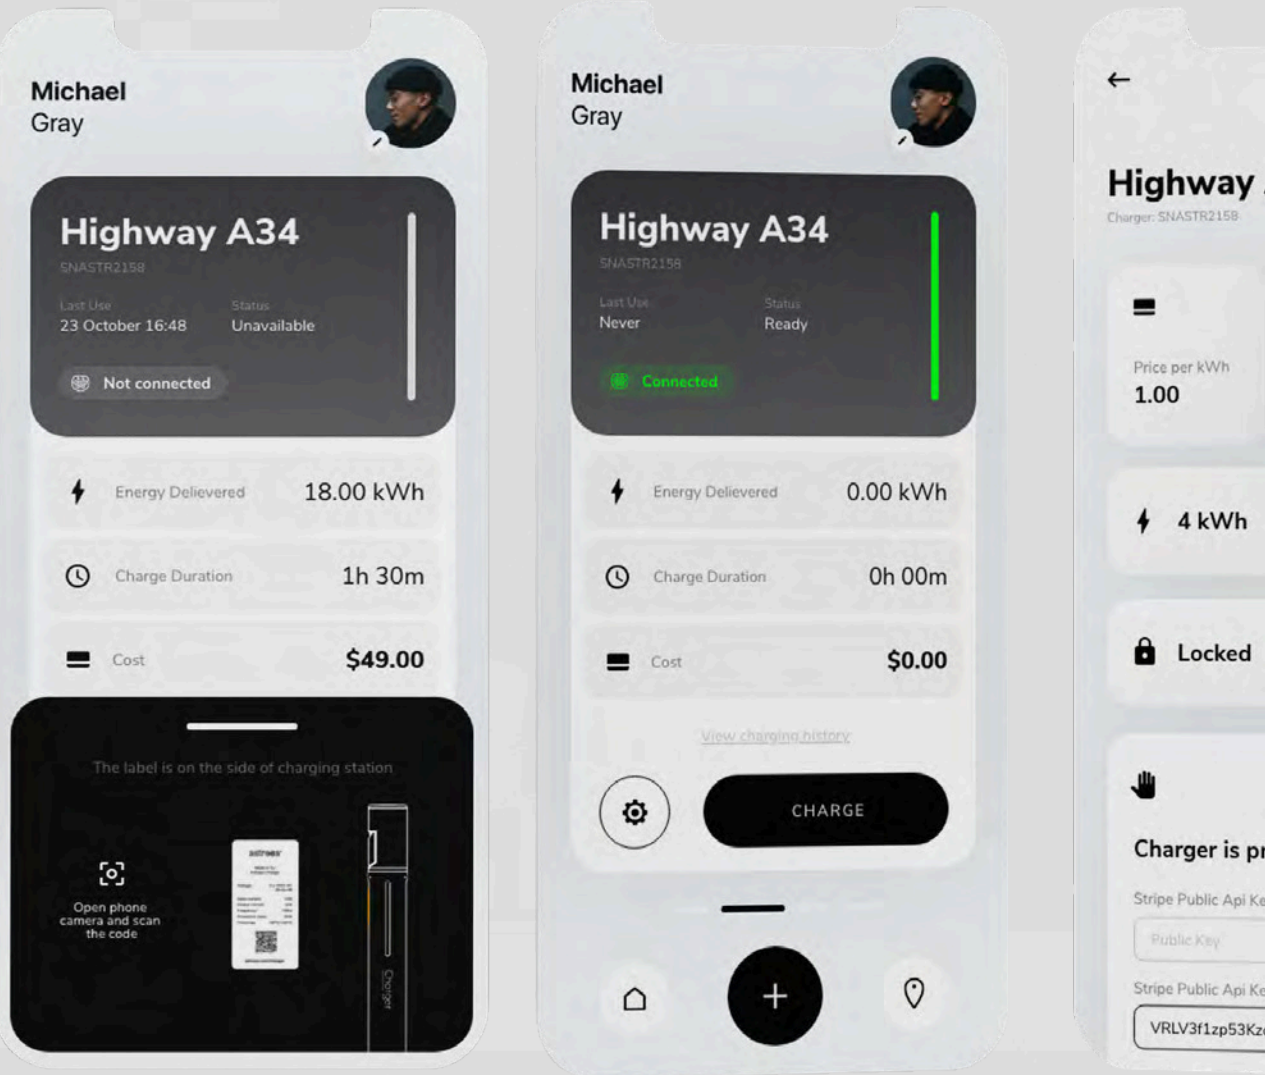 Michael
Gray
Highway A34
SNASTR2158
Last Use
Status
23 October 16:48
Unavailable
Not connected
Energy Delievered
18.00 kWh
Charge Duration
1h 30m
Cost
$49.00
The label is on the side of charging station
Open phone
camera and scan
the code
Charger
Michael
Gray
Highway A34
SNASTR2158
Last Use
Status
Never
Ready
Connected
Energy Delievered
0.00 kWh
Charge Duration
0h 00m
Cost
$0.00
View charging history
CHARGE
Highway
Charger: SNASTR2158
Price per kWh
1.00
4 kWh
Locked
Charger is pr
Stripe Public Api Ke
Public Key
Stripe Public Api Ke
VRLV3f1zp53Kz